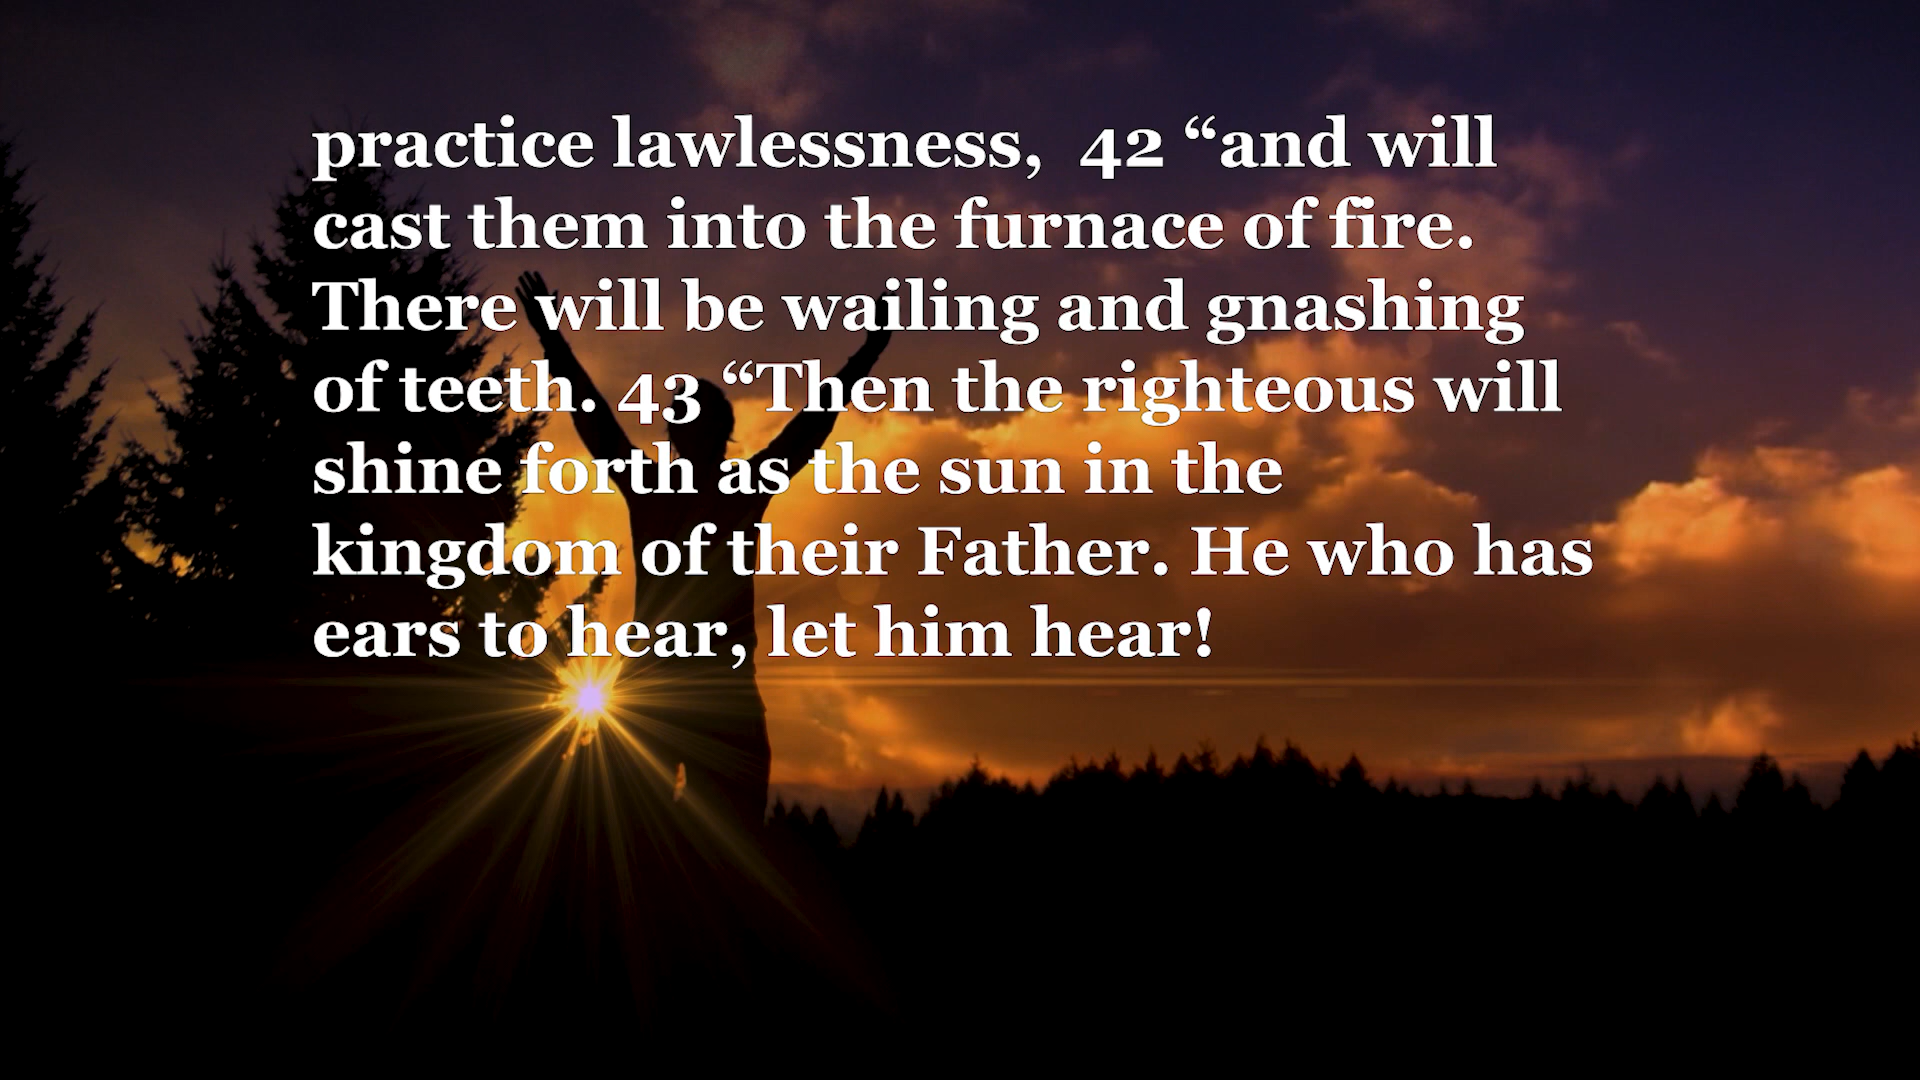 practice lawlessness,  42 “and will
cast them into the furnace of fire.
There will be wailing and gnashing
of teeth. 43 “Then the righteous will
shine forth as the sun in the
kingdom of their Father. He who has
ears to hear, let him hear!